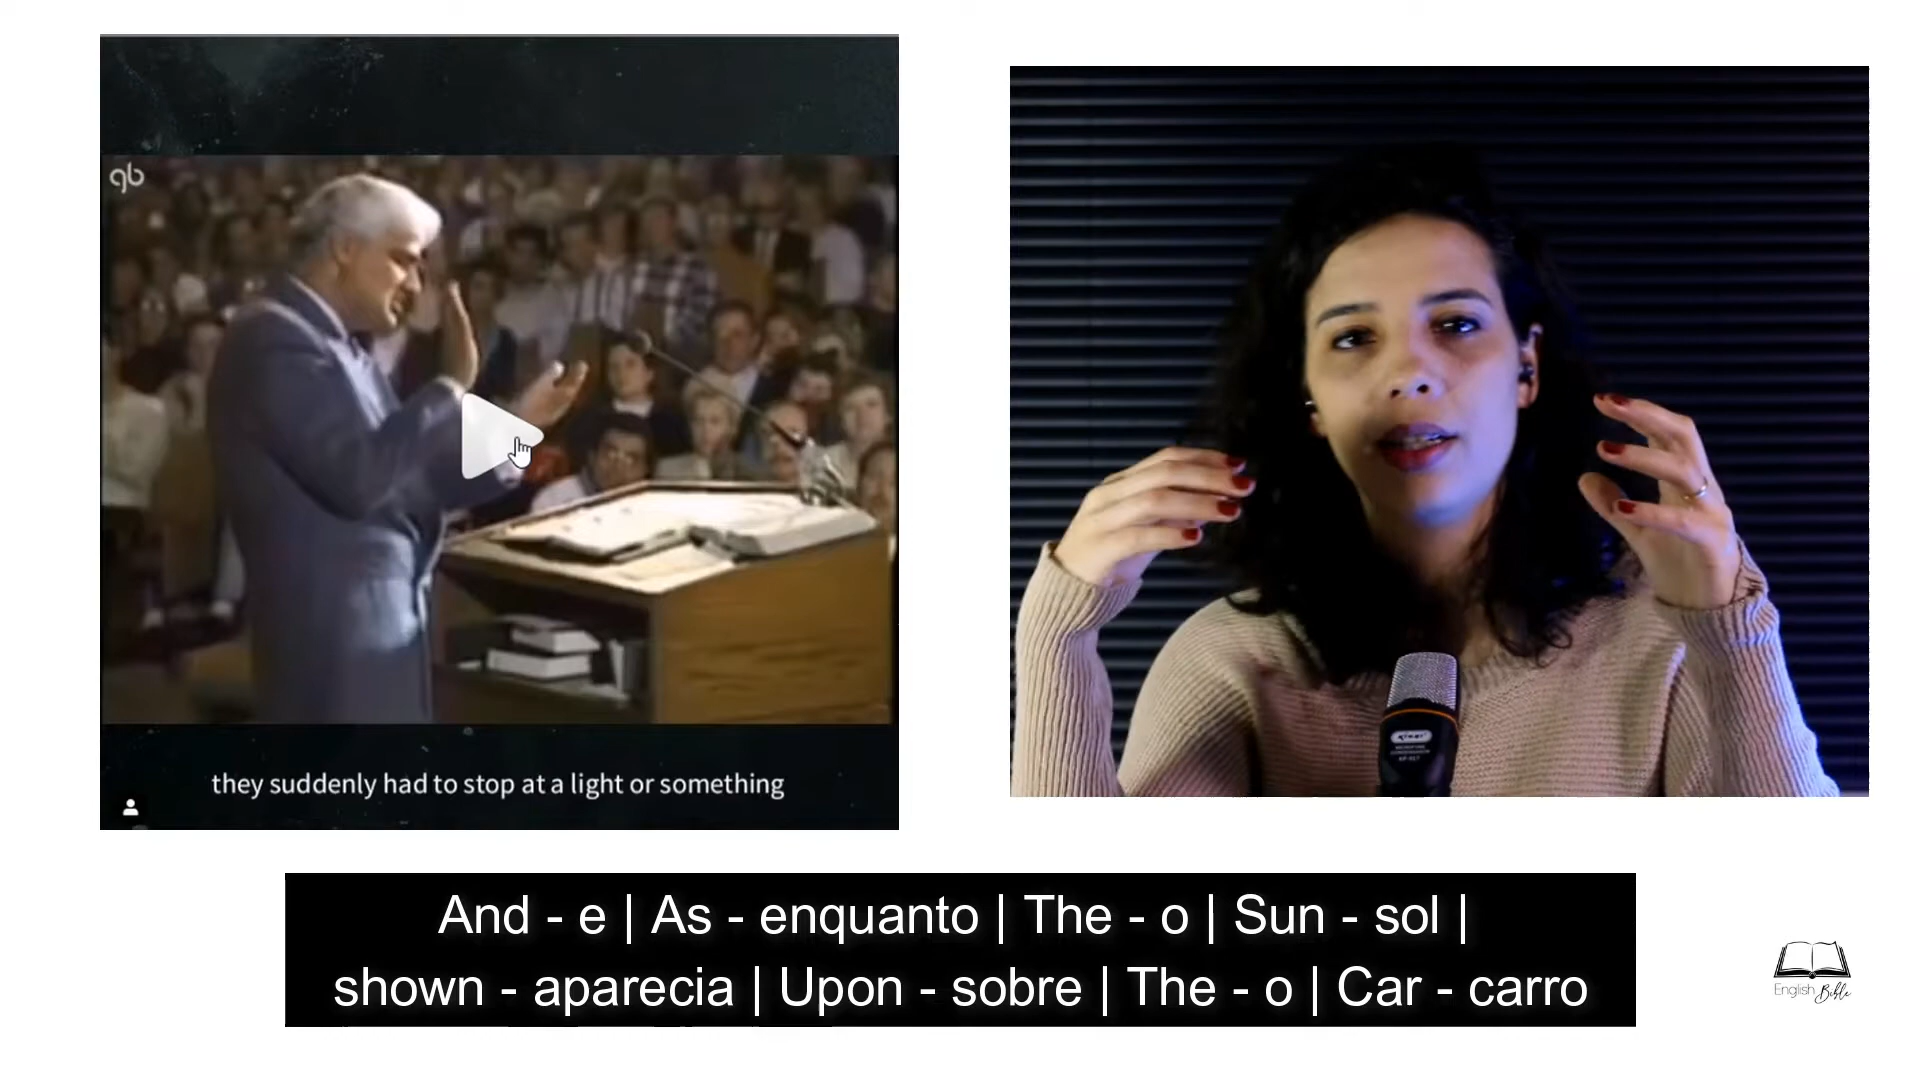 gb
they suddenly had to stop at a light or something
And - e | As - enquanto | The - o | Sun - sol |
shown - aparecia | Upon - sobre | The - o | Car - carro
English Bible